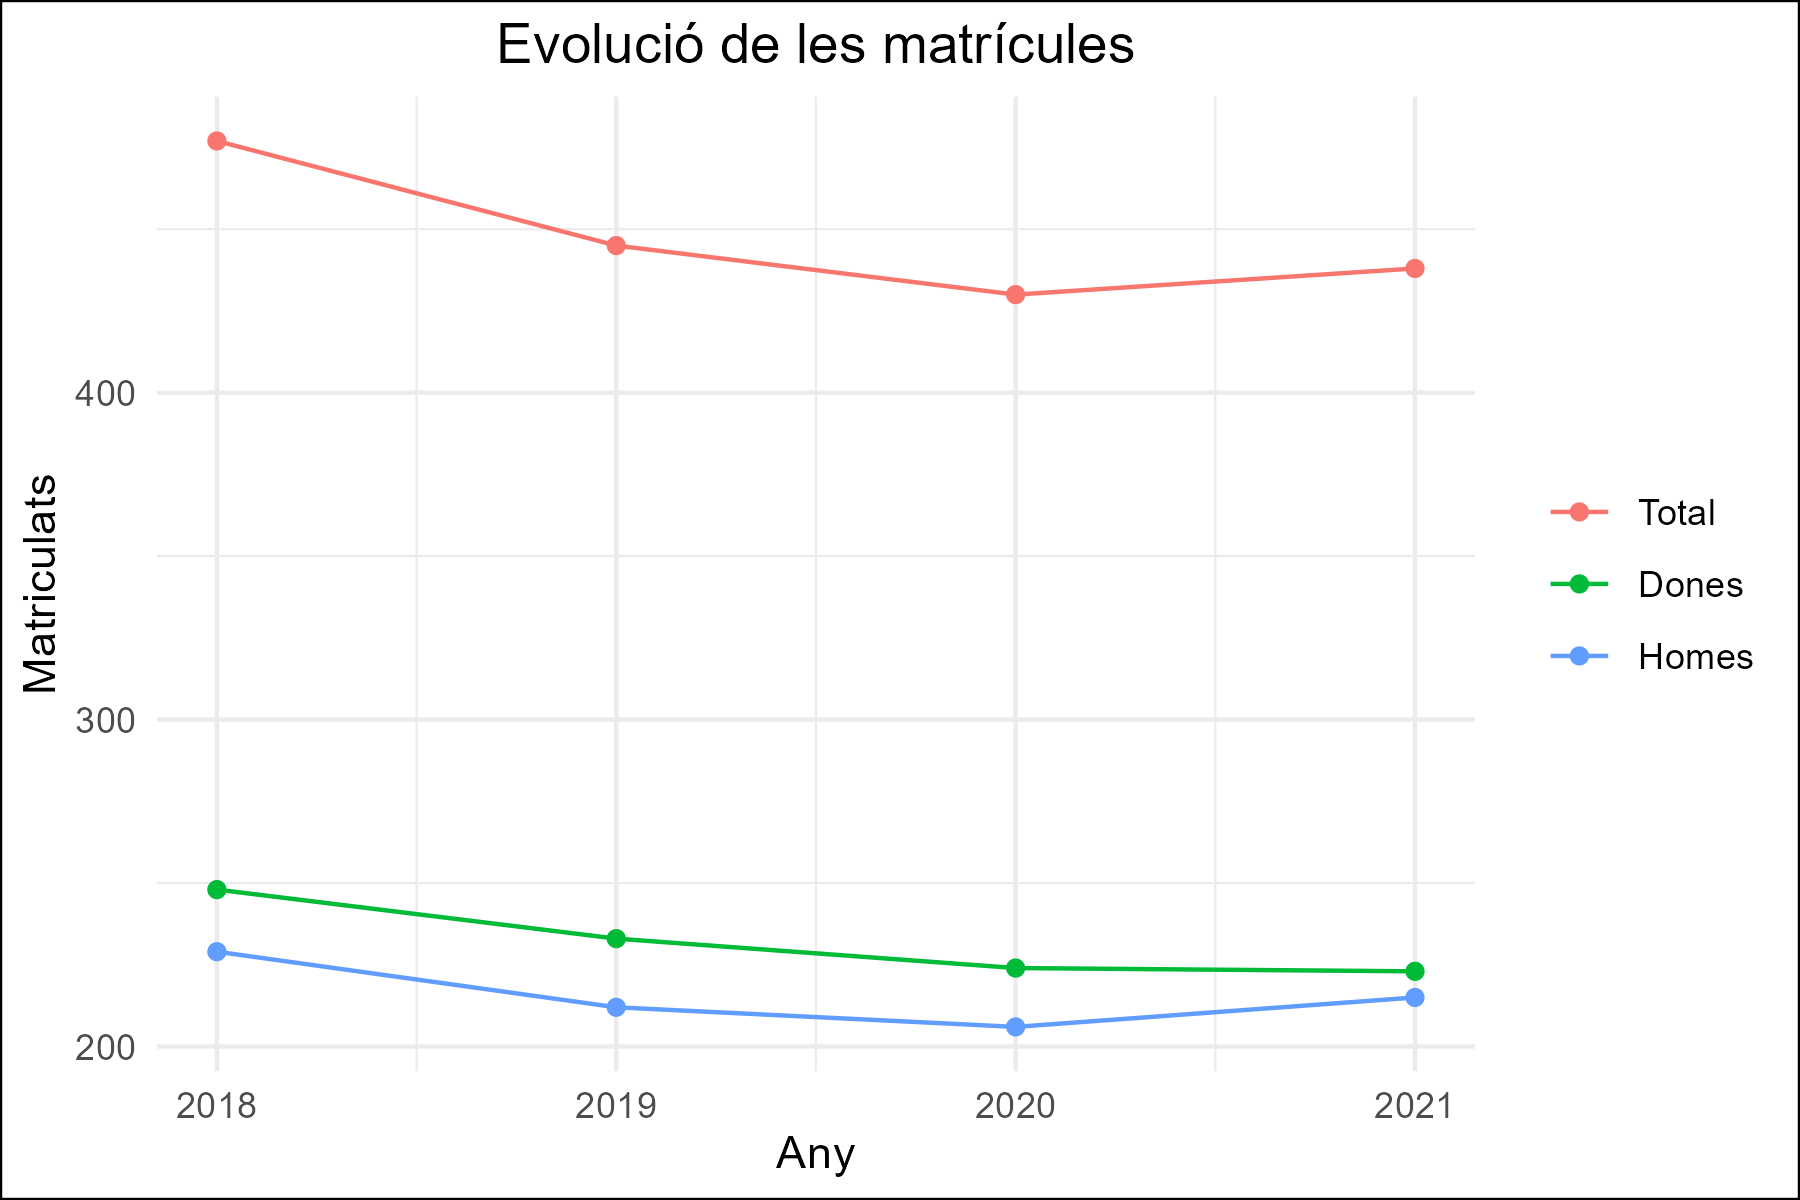 Evolució de les matrícules
Matriculats
400
300
200
2018 2019 2020 2021
Any
Total
Dones
Homes